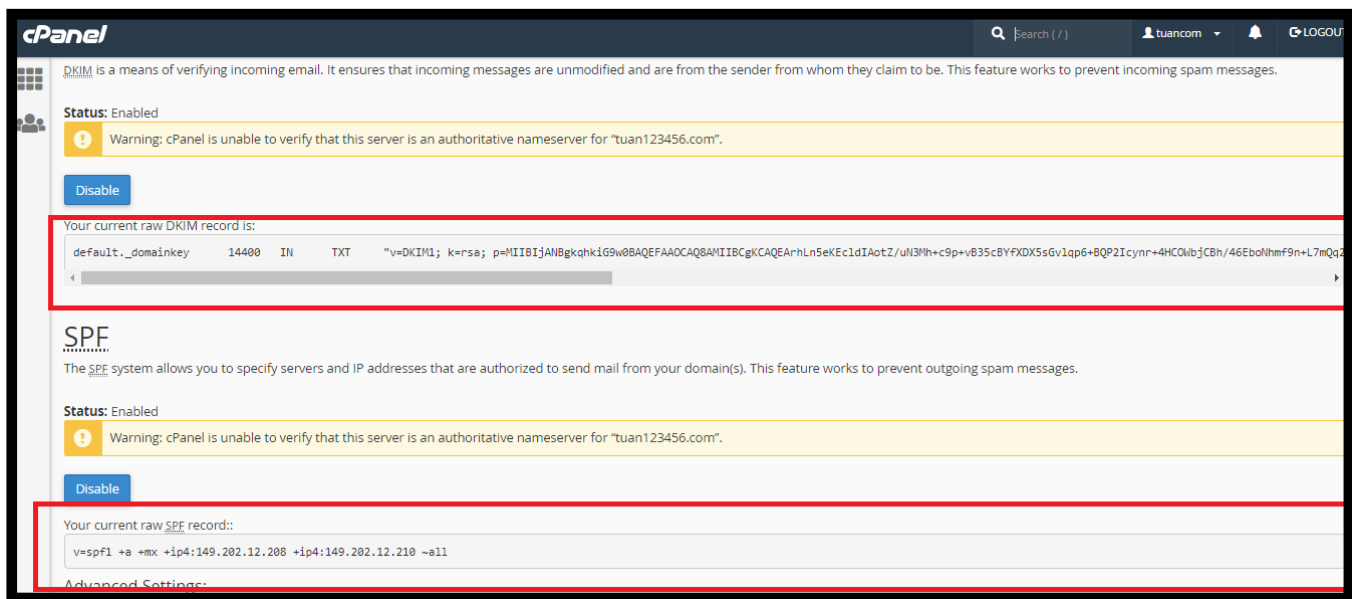 cPanel
Search ( / )
tuancom
LOGOUT
DKIM is a means of verifying incoming email. It ensures that incoming messages are unmodified and are from the sender from whom they claim to be. This feature works to prevent incoming spam messages.
Status: Enabled
Warning: cPanel is unable to verify that this server is an authoritative nameserver for “tuan123456.com”.
Disable
Your current raw DKIM record is:
default._domainkey 14400 IN TXT "v=DKIM1; k=rsa; p=MIIBIjANBgkqhkiG9w0BAQEFAAOCAQ8AMIIBCgKCAQEArhLn5eKEcldIAotZ/uN3Mh+c9p+vB35cBYfXDX5sGvlqp6+BQP2Icynr+4HCOWbjCBh/46EboNhmf9n+L7mQq2
SPF
The SPF system allows you to specify servers and IP addresses that are authorized to send mail from your domain(s). This feature works to prevent outgoing spam messages.
Status: Enabled
Warning: cPanel is unable to verify that this server is an authoritative nameserver for “tuan123456.com”.
Disable
Your current raw SPF record::
v=spf1 +a +mx +ip4:149.202.12.208 +ip4:149.202.12.210 ~all
Advanced Settings: